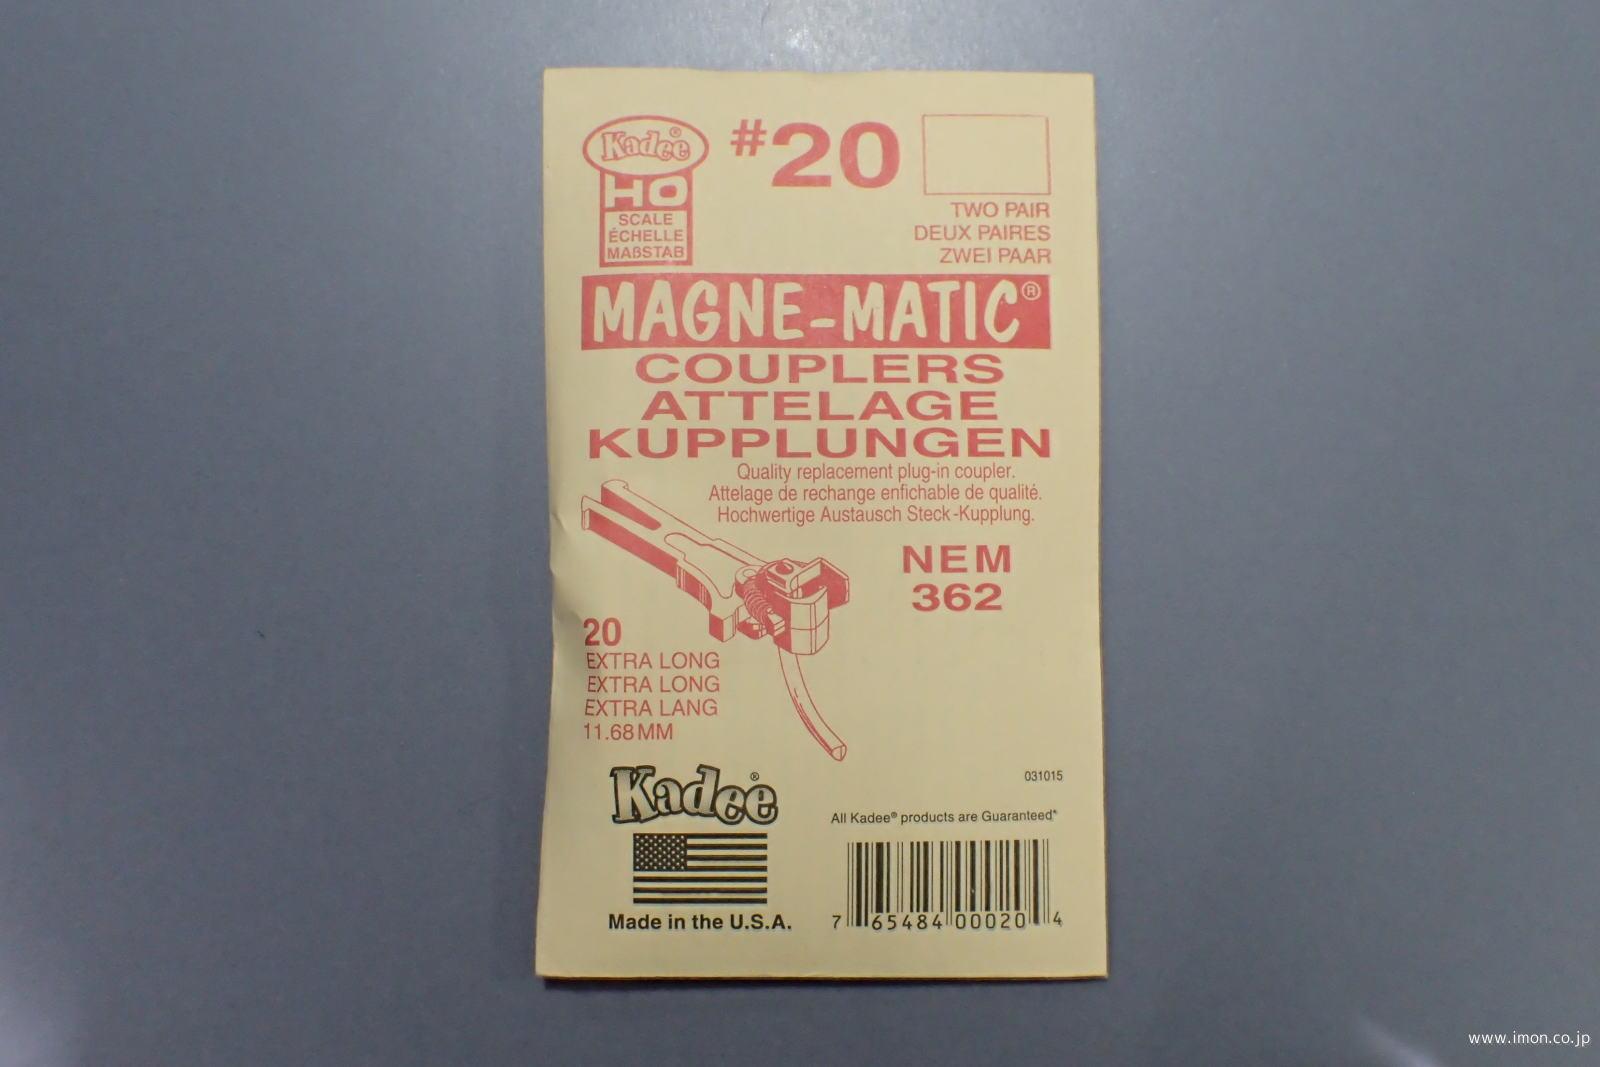 Kadee®
HO
SCALE
ÉCHELLE
MAßSTAB
#20
TWO PAIR
DEUX PAIRES
ZWEI PAAR
MAGNE-MATIC®
COUPLERS
ATTELAGE
KUPPLUNGEN
Quality replacement plug-in coupler.
Attelage de rechange enfichable de qualité.
Hochwertige Austausch Steck-Kupplung.
NEM
362
20
EXTRA LONG
EXTRA LONG
EXTRA LANG
11.68MM
Kadee®
Made in the U.S.A.
031015
All Kadee® products are Guaranteed*
7 65484 00020 4
www.imon.co.jp